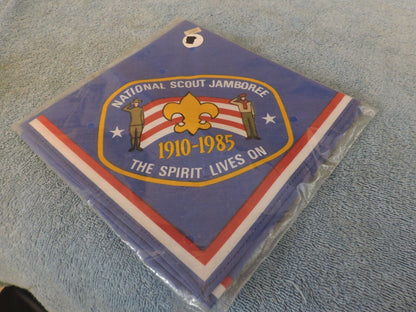 NATIONAL SCOUT JAMBOREE
1910-1985
THE SPIRIT LIVES ON